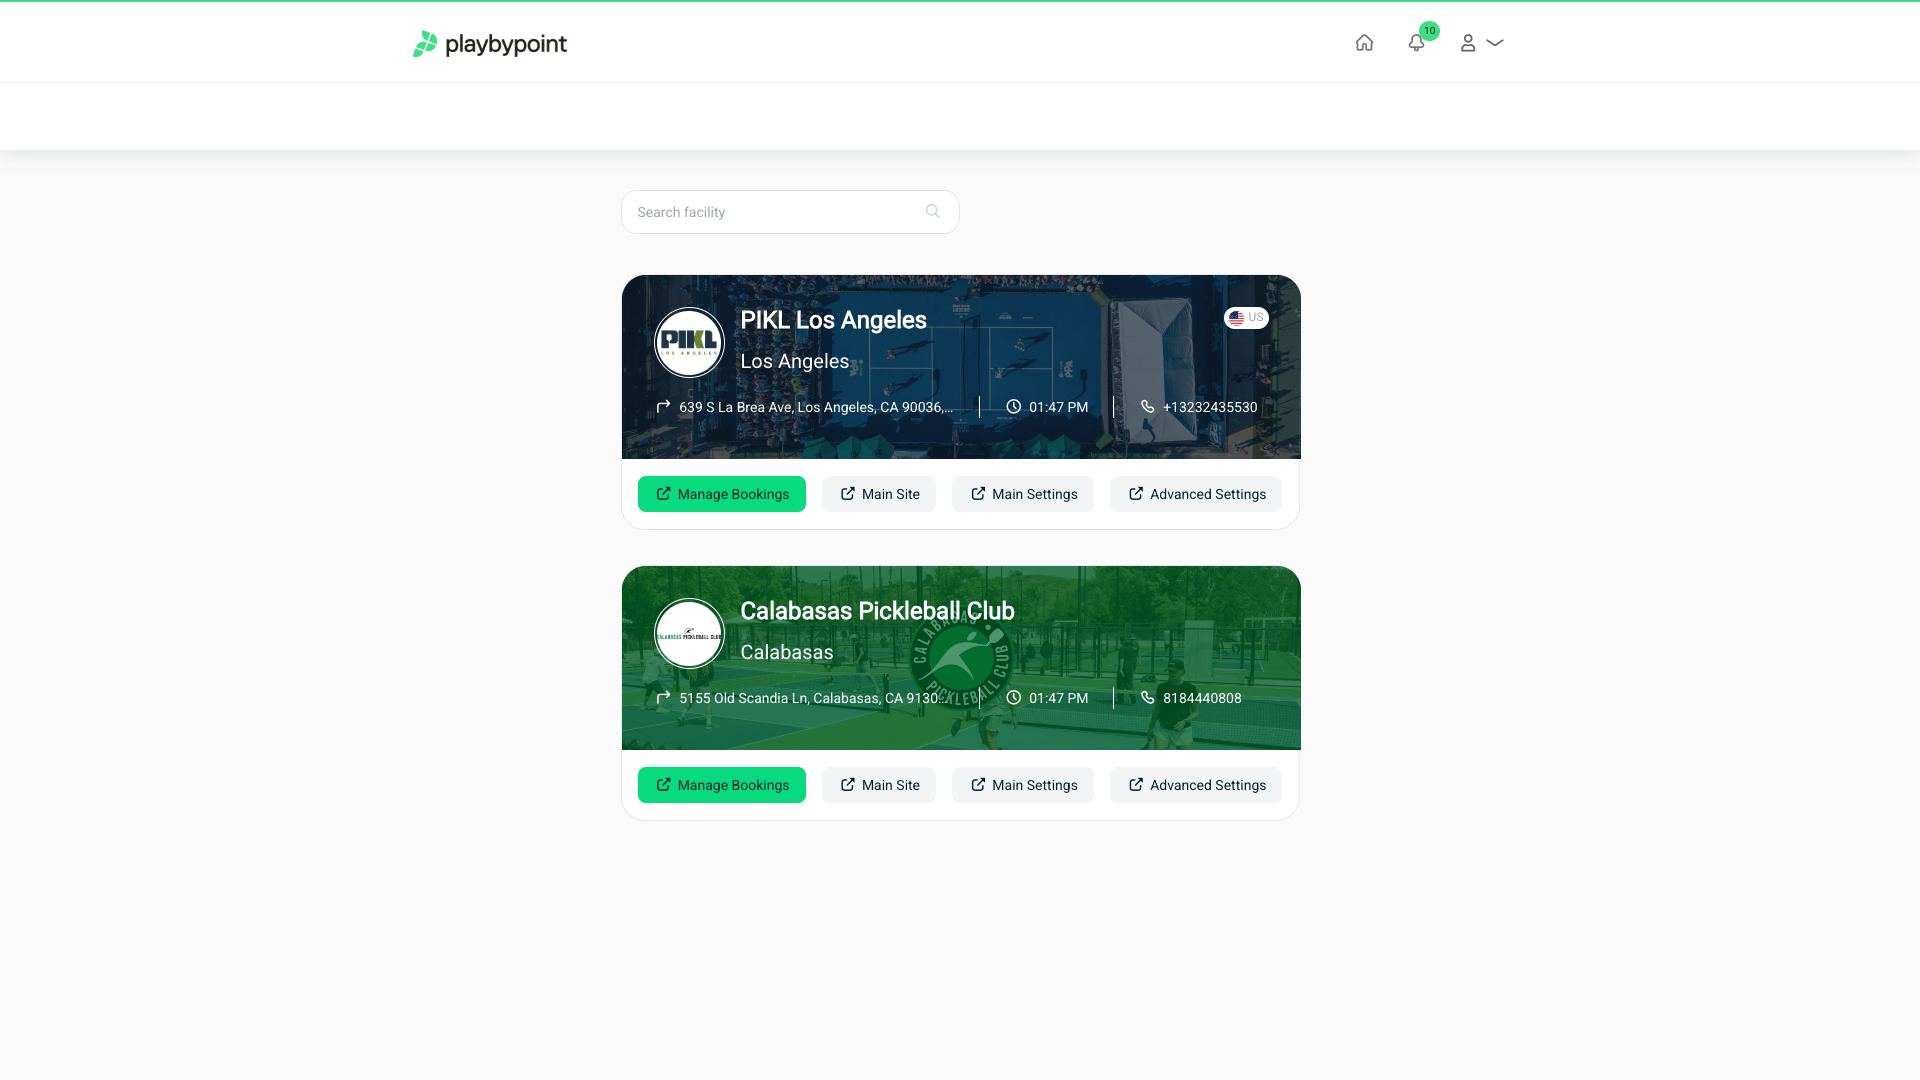 playbypoint
10
Search facility
PIKL
LOS ANGELES
PIKL Los Angeles
US
Los Angeles
639 S La Brea Ave, Los Angeles, CA 90036,...
01:47 PM
+13232435530
Manage Bookings
Main Site
Main Settings
Advanced Settings
CALABASAS PICKLEBALL CLUB
Calabasas Pickleball Club
Calabasas
CALABASAS PICKLEBALL CLUB
5155 Old Scandia Ln, Calabasas, CA 9130...
01:47 PM
8184440808
Manage Bookings
Main Site
Main Settings
Advanced Settings